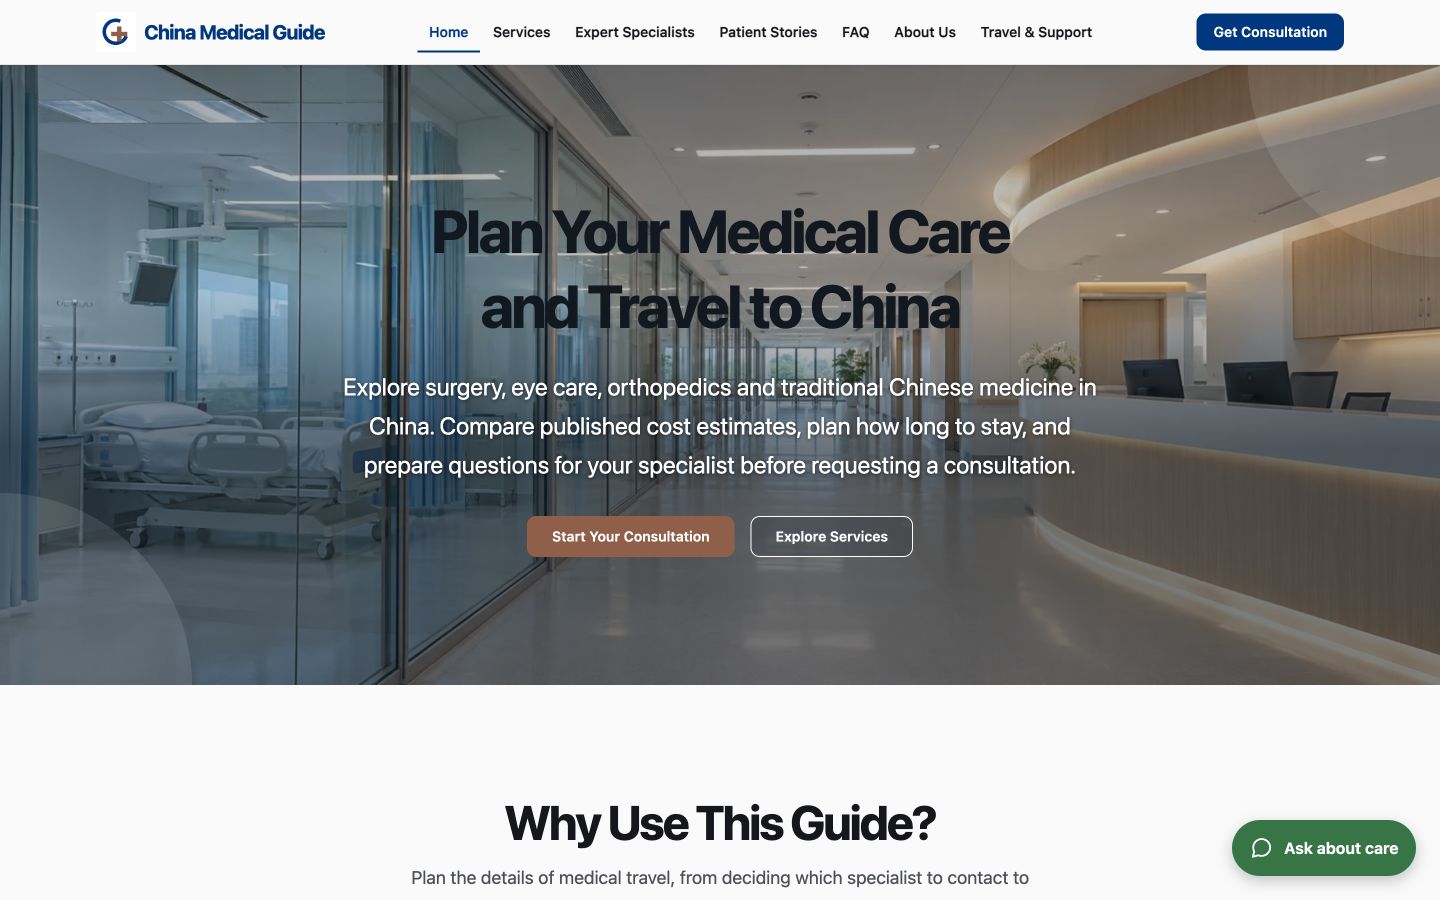 China Medical Guide
Home
Services
Expert Specialists
Patient Stories
FAQ
About Us
Travel & Support
Get Consultation
Plan Your Medical Care
and Travel to China
Explore surgery, eye care, orthopedics and traditional Chinese medicine in
China. Compare published cost estimates, plan how long to stay, and
prepare questions for your specialist before requesting a consultation.
Start Your Consultation
Explore Services
Why Use This Guide?
Plan the details of medical travel, from deciding which specialist to contact to
Ask about care